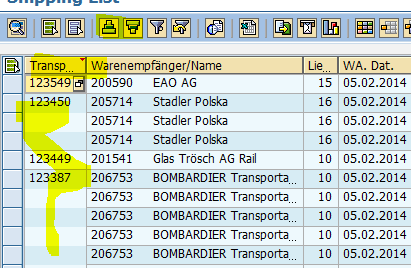 Shipping List
Transp... Warenempfänger/Name Lie... WA. Dat.
123549 200590 EAO AG 15 05.02.2014
123450 205714 Stadler Polska 16 05.02.2014
205714 Stadler Polska 16 05.02.2014
205714 Stadler Polska 16 05.02.2014
123449 201541 Glas Trösch AG Rail 10 05.02.2014
123387 206753 BOMBARDIER Transporta... 10 05.02.2014
206753 BOMBARDIER Transporta... 10 05.02.2014
206753 BOMBARDIER Transporta... 10 05.02.2014
206753 BOMBARDIER Transporta... 10 05.02.2014
206753 BOMBARDIER Transporta... 10 05.02.2014